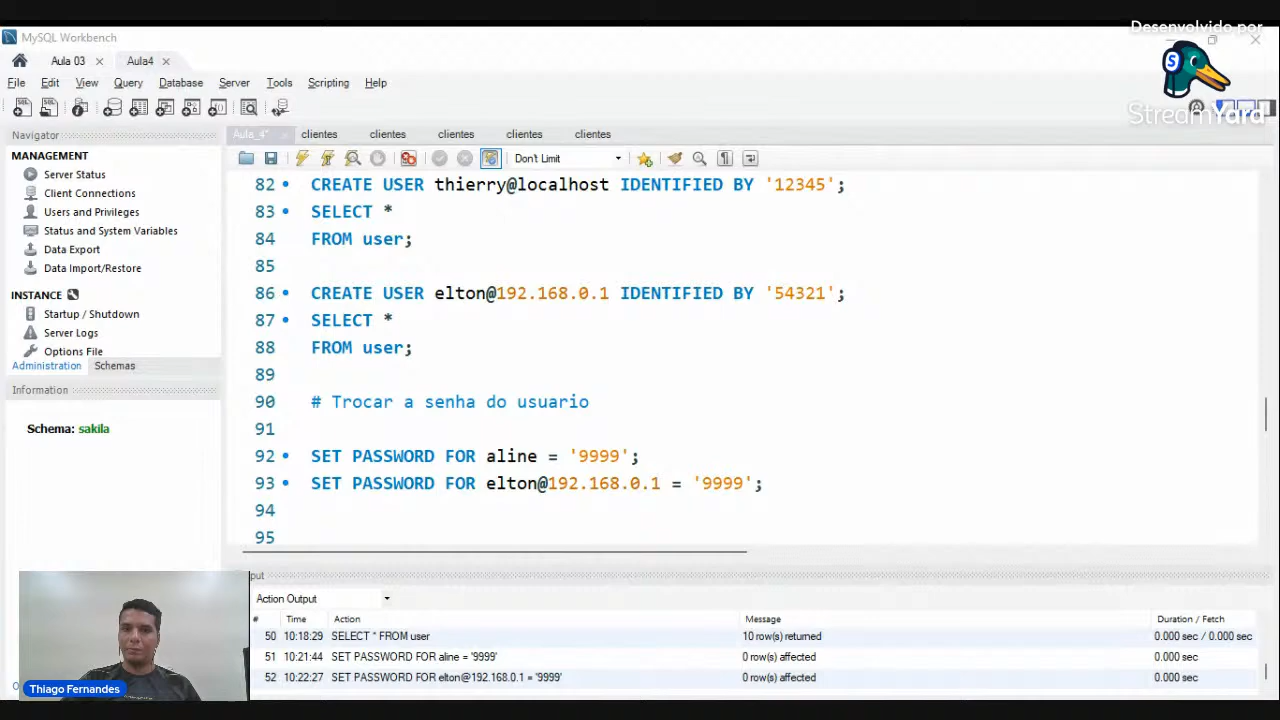 Desenvolvido por
StreamYard
MySQL Workbench
Aula 03
Aula4
File Edit View Query Database Server Tools Scripting Help
Navigator
Aula_4*
clientes
clientes
clientes
clientes
clientes
MANAGEMENT
Server Status
Client Connections
Users and Privileges
Status and System Variables
Data Export
Data Import/Restore
INSTANCE
Startup / Shutdown
Server Logs
Options File
Administration Schemas
Information
Schema: sakila
Don't Limit
82 CREATE USER thierry@localhost IDENTIFIED BY '12345';
83 SELECT *
84 FROM user;
85
86 CREATE USER elton@192.168.0.1 IDENTIFIED BY '54321';
87 SELECT *
88 FROM user;
89
90 # Trocar a senha do usuario
91
92 SET PASSWORD FOR aline = '9999';
93 SET PASSWORD FOR elton@192.168.0.1 = '9999';
94
95
put
Action Output
# Time Action Message Duration / Fetch
50 10:18:29 SELECT * FROM user 10 row(s) returned 0.000 sec / 0.000 sec
51 10:21:44 SET PASSWORD FOR aline = '9999' 0 row(s) affected 0.000 sec
52 10:22:27 SET PASSWORD FOR elton@192.168.0.1 = '9999' 0 row(s) affected 0.000 sec
Thiago Fernandes